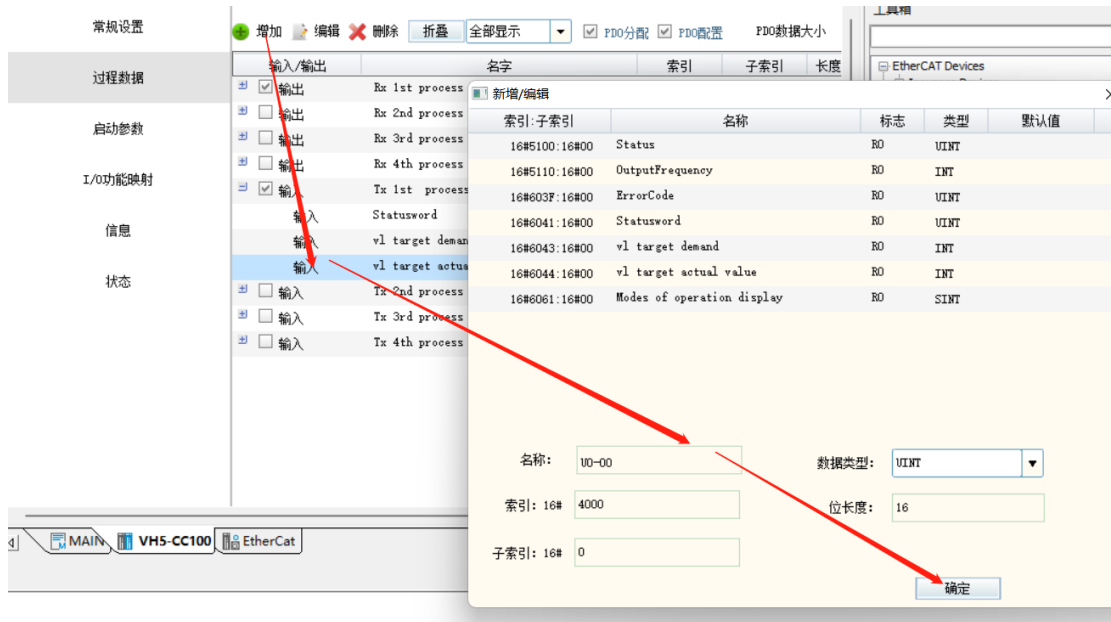 常规设置
过程数据
启动参数
I/O功能映射
信息
状态
增加 编辑 删除 折叠 全部显示 PDO分配 PDO配置 PDO数据大小
输入/输出 名字 索引 子索引 长度
输出 Rx 1st process
输出 Rx 2nd process
输出 Rx 3rd process
输出 Rx 4th process
输入 Tx 1st process
输入 Statusword
输入 vl target deman
输入 vl target actua
输入 Tx 2nd process
输入 Tx 3rd process
输入 Tx 4th process
工具箱
EtherCAT Devices
新增/编辑
索引:子索引 名称 标志 类型 默认值
16#5100:16#00 Status RO UINT
16#5110:16#00 OutputFrequency RO INT
16#603F:16#00 ErrorCode RO UINT
16#6041:16#00 Statusword RO UINT
16#6043:16#00 vl target demand RO INT
16#6044:16#00 vl target actual value RO INT
16#6061:16#00 Modes of operation display RO SINT
名称: U0-00 数据类型: UINT
索引: 16# 4000 位长度: 16
子索引: 16# 0
确定
MAIN VH5-CC100 EtherCat